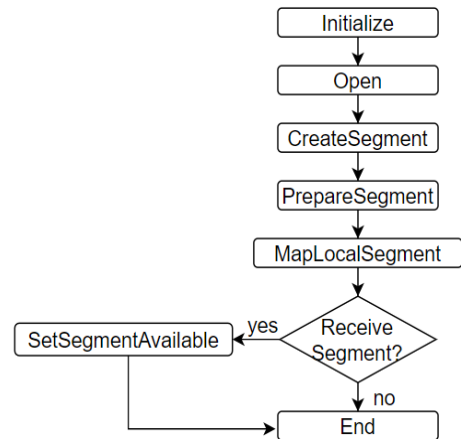 Initialize
Open
CreateSegment
PrepareSegment
MapLocalSegment
Receive
Segment?
yes
SetSegmentAvailable
no
End